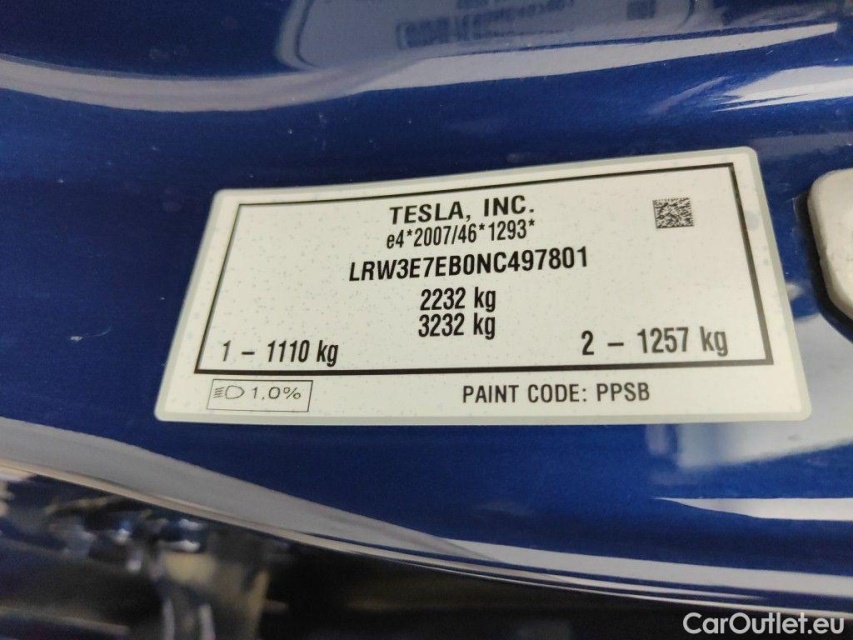 TESLA, INC.
e4*2007/46*1293*
LRW3E7EB0NC497801
2232 kg
3232 kg
1 - 1110 kg
2 - 1257 kg
1.0%
PAINT CODE: PPSB
CarOutlet.eu